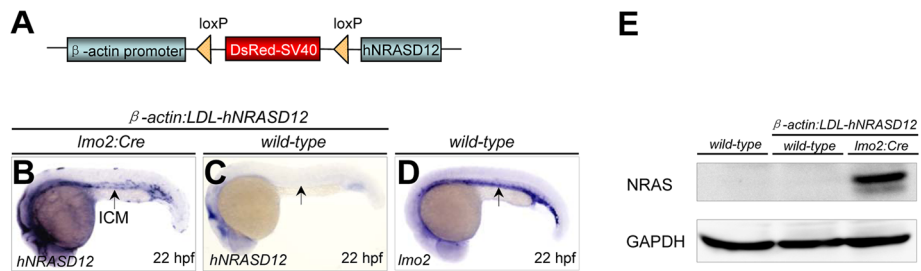 A
loxP loxP
β-actin promoter DsRed-SV40 hNRASD12
β-actin:LDL-hNRASD12
lmo2:Cre wild-type wild-type
B C D
ICM
hNRASD12 22 hpf hNRASD12 22 hpf lmo2 22 hpf
E
β-actin:LDL-hNRASD12
wild-type wild-type lmo2:Cre
NRAS
GAPDH